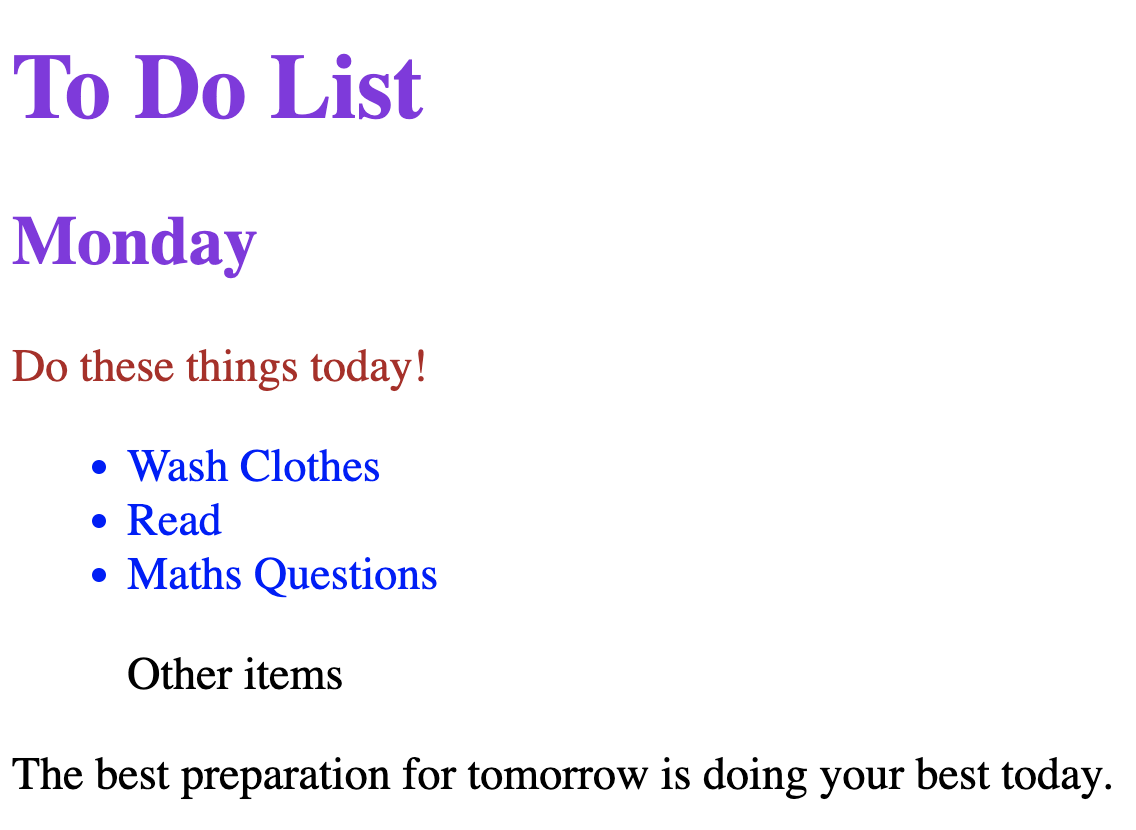 To Do List
Monday
Do these things today!
Wash Clothes
Read
Maths Questions
Other items
The best preparation for tomorrow is doing your best today.